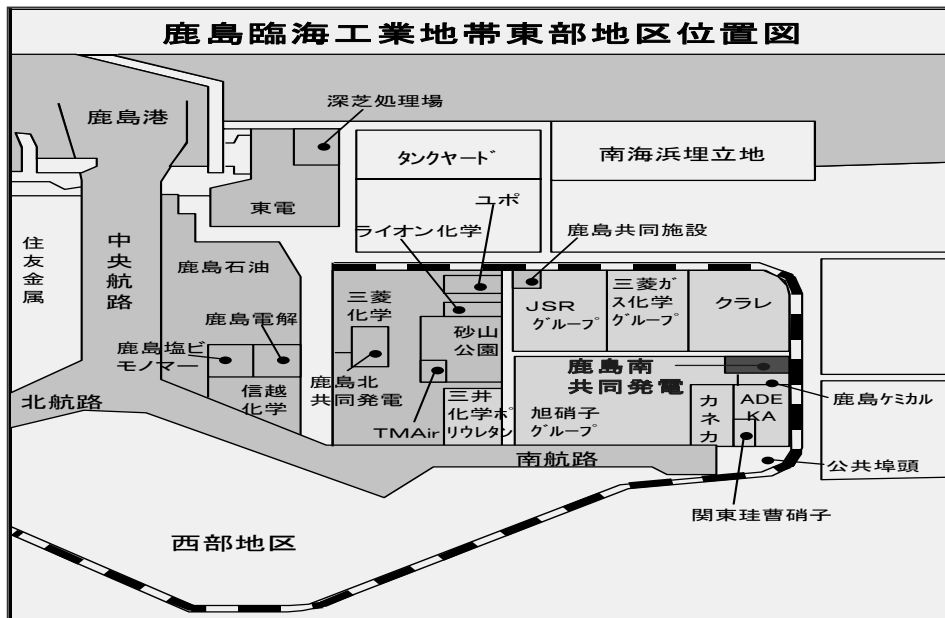 鹿島臨海工業地帯東部地区位置図
深芝処理場
鹿島港
タンクヤード
南海浜埋立地
東電
ユポ
ライオン化学
鹿島共同施設
住友金属
中央航路
鹿島石油
三菱
化学
JSR
グループ
三菱ガ
ス化学
グループ
クラレ
鹿島電解
砂山
公園
鹿島塩ビ
モノマー
鹿島南
共同発電
鹿島北
共同発電
信越
化学
三井
化学ポ
リウレタン
旭硝子
グループ
カネカ
ADE
KA
鹿島ケミカル
北航路
TMAir
南航路
公共埠頭
関東珪曹硝子
西部地区